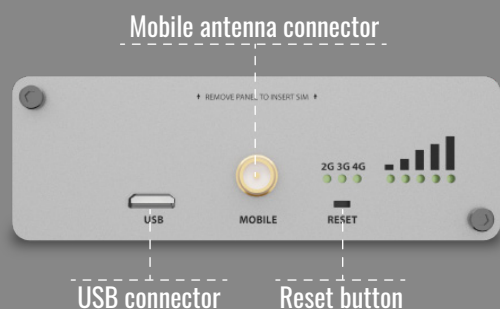 Mobile antenna connector
REMOVE PANEL TO INSERT SIM
2G 3G 4G
USB
MOBILE
RESET
USB connector
Reset button